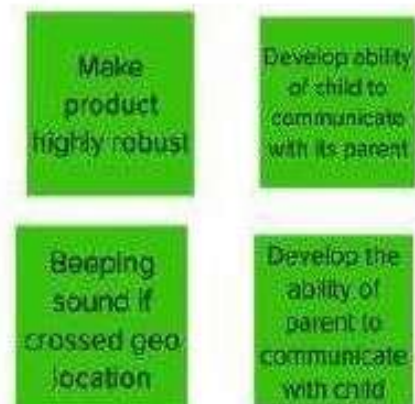 Make
product
highly robust
Develop ability
of child to
communicate
with its parent
Beeping
sound if
crossed geo
location
Develop the
ability of
parent to
communicate
with child